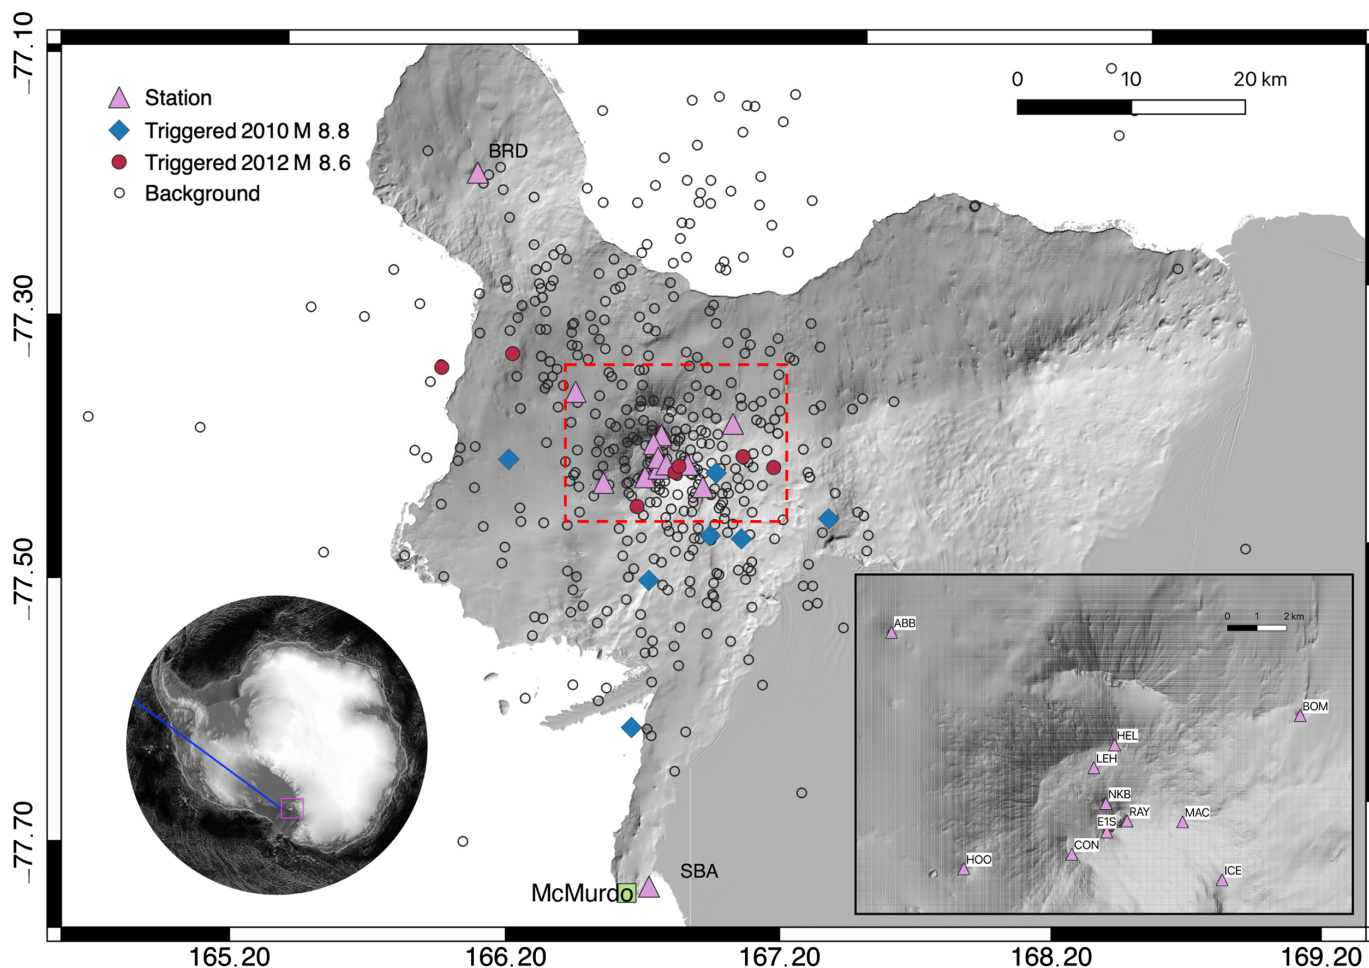 −77.10
−77.30
−77.50
−77.70
Station
Triggered 2010 M 8.8
Triggered 2012 M 8.6
Background
0 10 20 km
BRD
SBA
McMurdo
ABB
0 1 2 km
BOM
HEL
LEH
NKB
RAY
MAC
E1S
CON
HOO
ICE
165.20 166.20 167.20 168.20 169.20